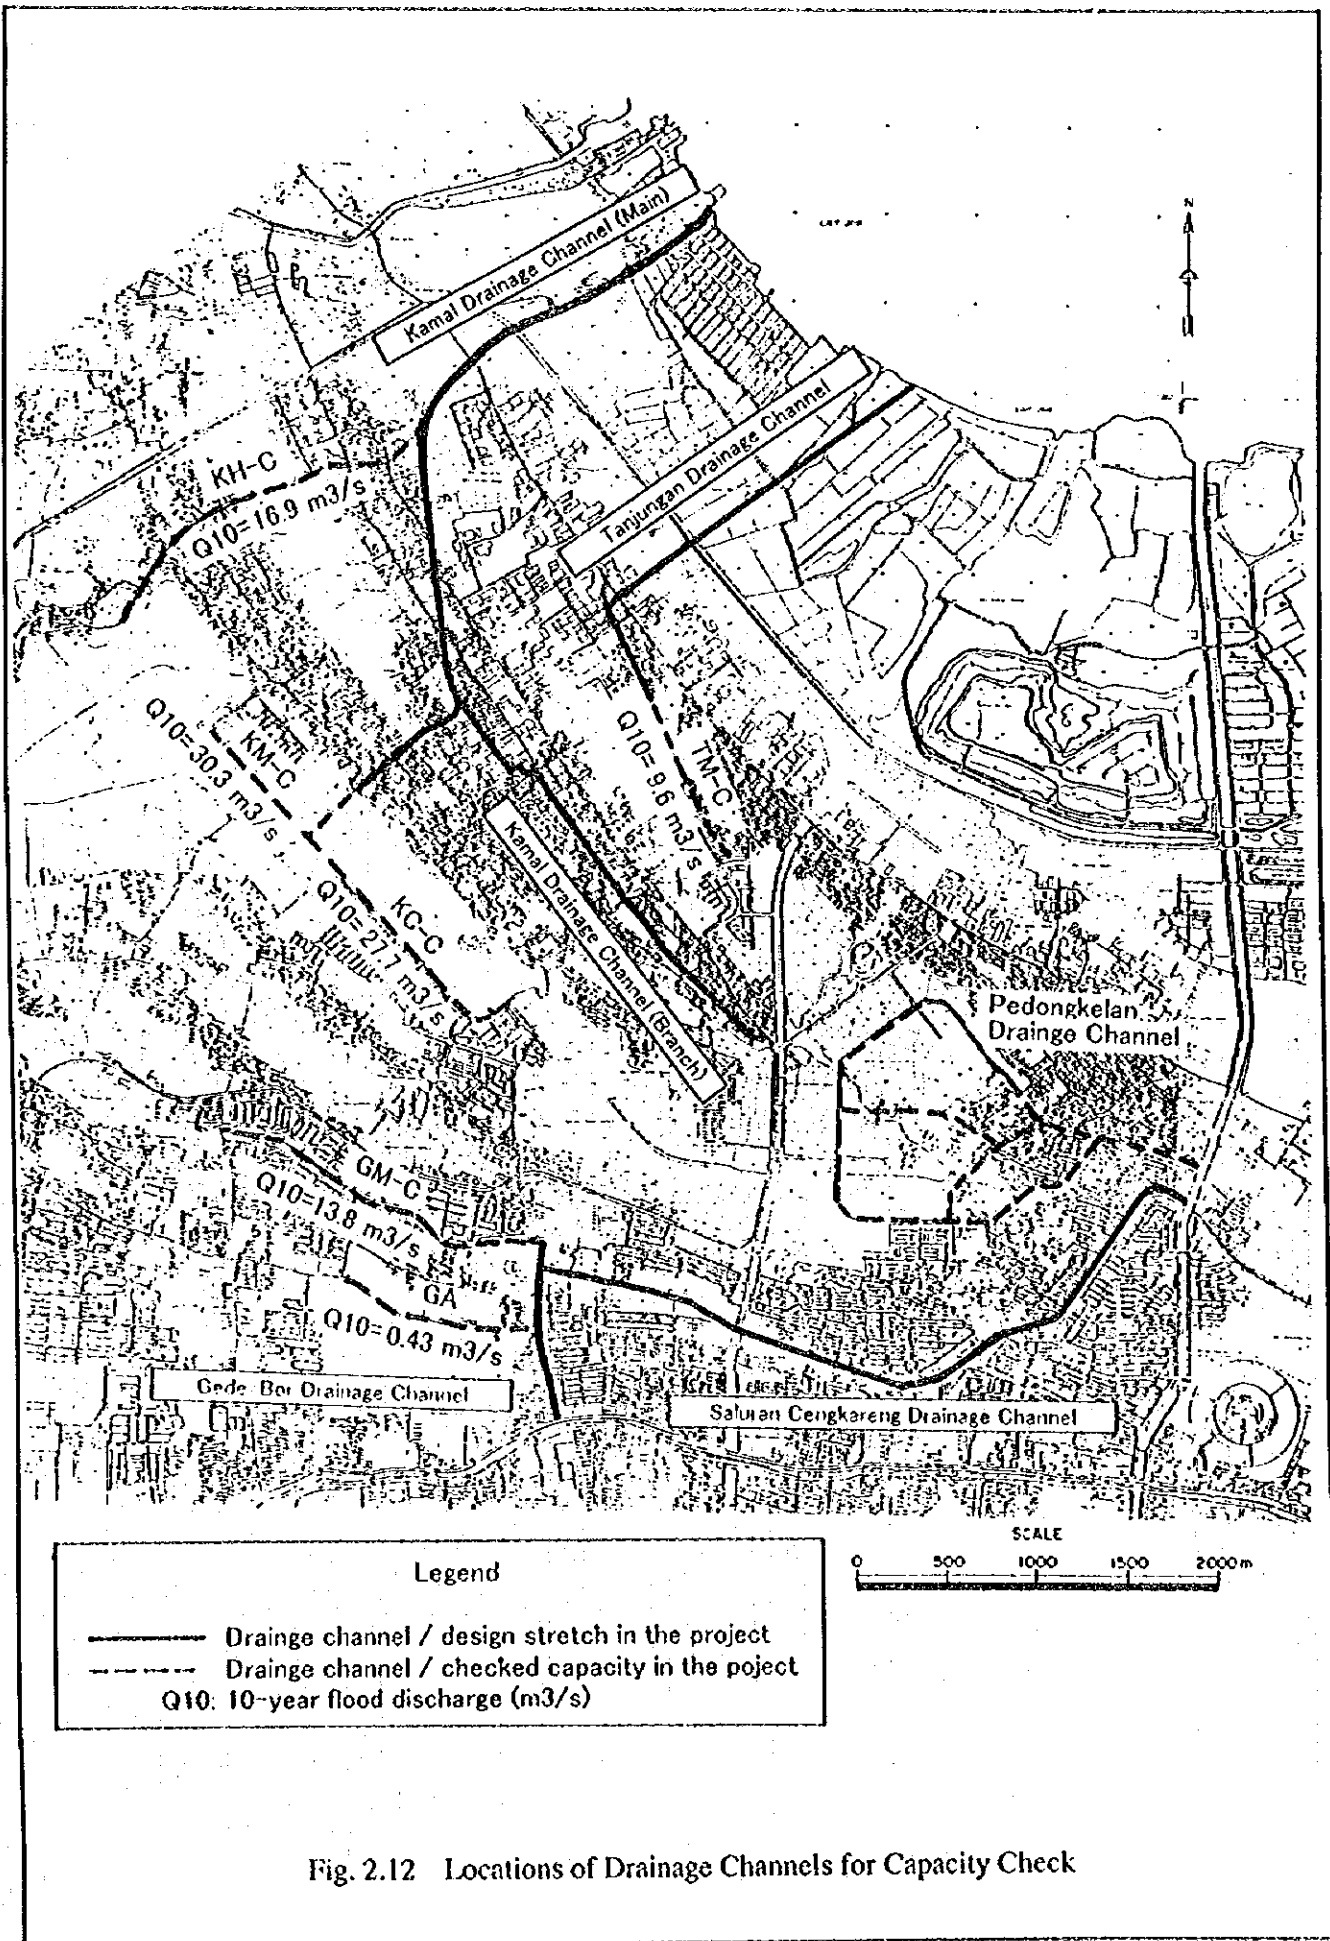 N
Kamal Drainage Channel (Main)
Tanjungan Drainage Channel
KH-C
Q10= 16.9 m3/s
Q10=30.3 m3/s
KM-C
Q10= 9.6 m3/s
TM-C
KC-C
Q10= 27.7 m3/s
Kamal Drainage Channel (Branch)
Pedongkelan
Drainge Channel
GM-C
Q10=13.8 m3/s
GA
Q10=0.43 m3/s
Gede Bor Drainage Channel
Saluran Cengkareng Drainage Channel
SCALE
0 500 1000 1500 2000m
Legend
Drainge channel / design stretch in the project
Drainge channel / checked capacity in the poject
Q10: 10-year flood discharge (m3/s)
Fig. 2.12 Locations of Drainage Channels for Capacity Check